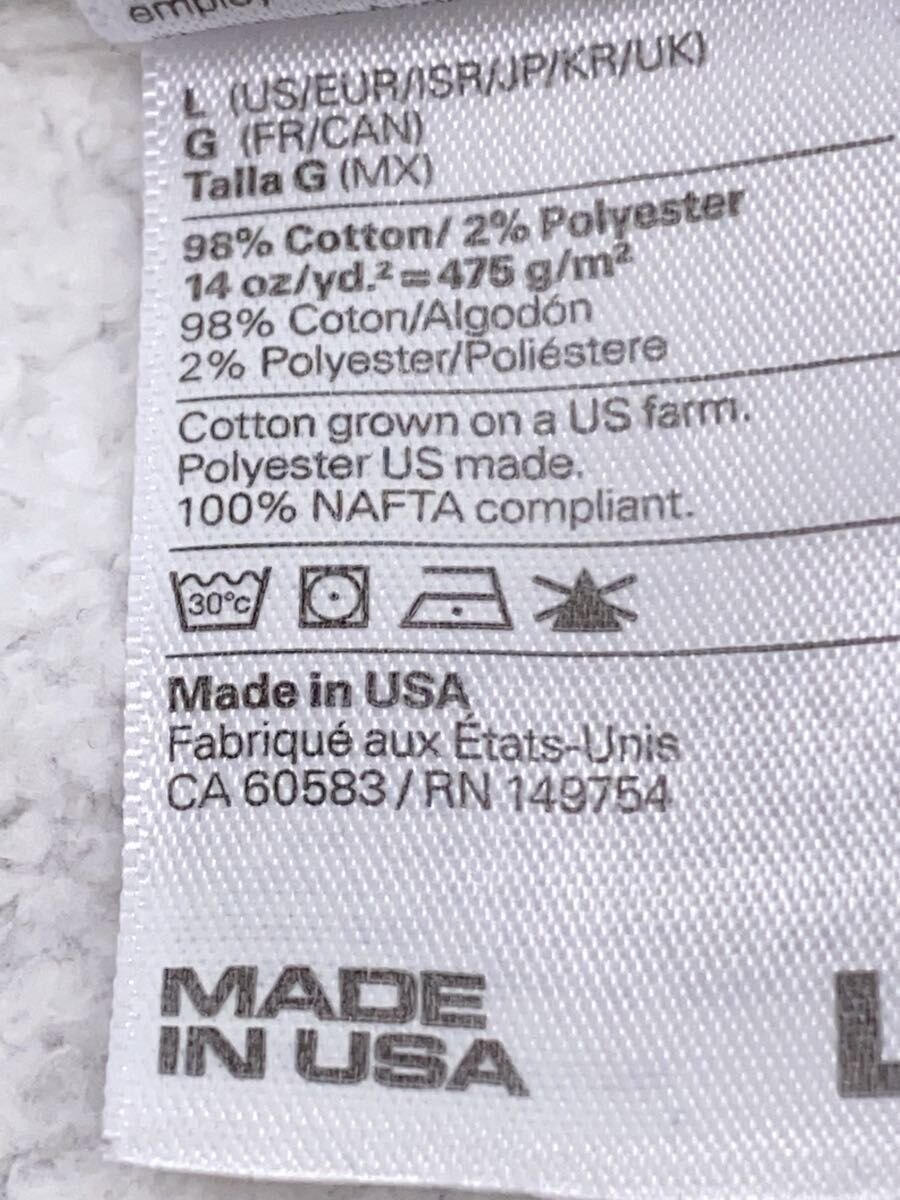 L (US/EUR/ISR/JP/KR/UK)
G (FR/CAN)
Talla G (MX)
98% Cotton/ 2% Polyester
14 oz/yd.²=475 g/m²
98% Coton/Algodón
2% Polyester/Poliéstere
Cotton grown on a US farm.
Polyester US made.
100% NAFTA compliant.
30°C
Made in USA
Fabriqué aux États-Unis
CA 60583 / RN 149754
MADE
IN USA
L